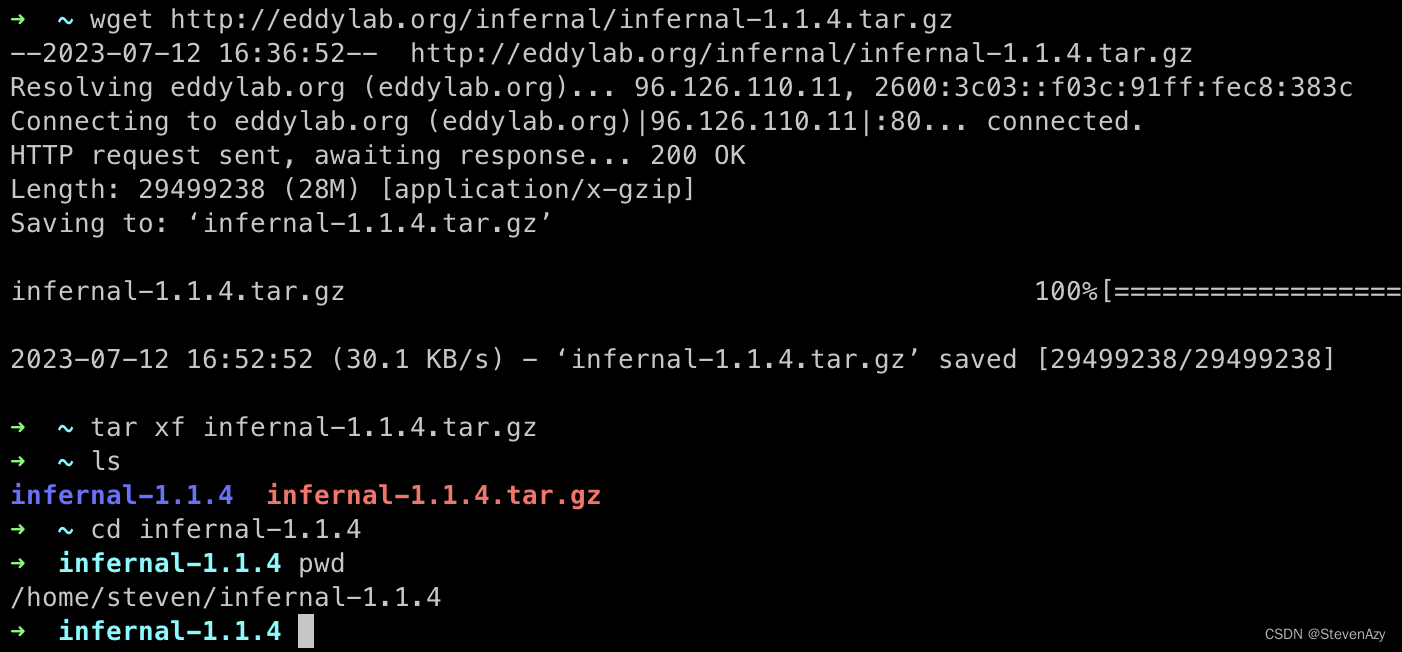 ➜  ~ wget http://eddylab.org/infernal/infernal-1.1.4.tar.gz
--2023-07-12 16:36:52--  http://eddylab.org/infernal/infernal-1.1.4.tar.gz
Resolving eddylab.org (eddylab.org)... 96.126.110.11, 2600:3c03::f03c:91ff:fec8:383c
Connecting to eddylab.org (eddylab.org)|96.126.110.11|:80... connected.
HTTP request sent, awaiting response... 200 OK
Length: 29499238 (28M) [application/x-gzip]
Saving to: ‘infernal-1.1.4.tar.gz’
infernal-1.1.4.tar.gz 100%[==================
2023-07-12 16:52:52 (30.1 KB/s) - ‘infernal-1.1.4.tar.gz’ saved [29499238/29499238]
➜  ~ tar xf infernal-1.1.4.tar.gz
➜  ~ ls
infernal-1.1.4  infernal-1.1.4.tar.gz
➜  ~ cd infernal-1.1.4
➜  infernal-1.1.4 pwd
/home/steven/infernal-1.1.4
➜  infernal-1.1.4
CSDN @StevenAzy